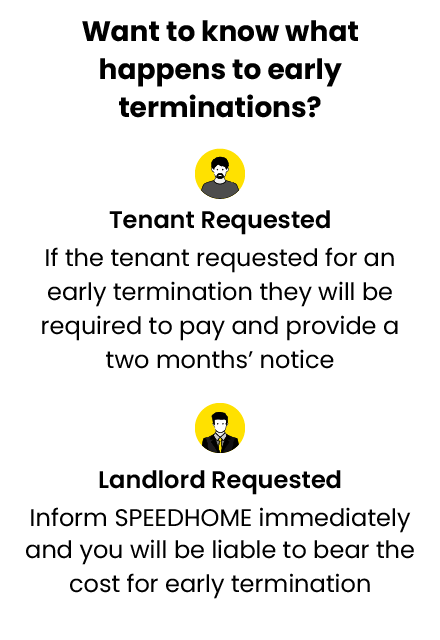 Want to know what
happens to early
terminations?
Tenant Requested
If the tenant requested for an
early termination they will be
required to pay and provide a
two months’ notice
Landlord Requested
Inform SPEEDHOME immediately
and you will be liable to bear the
cost for early termination